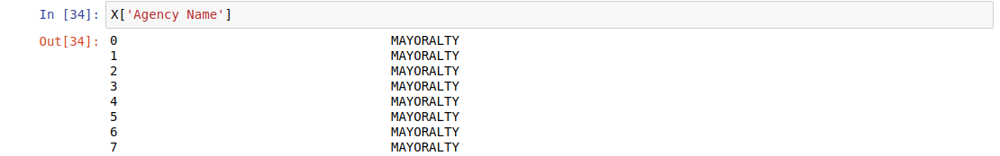 In [34]: X['Agency Name']
Out[34]: 0 MAYORALTY
1 MAYORALTY
2 MAYORALTY
3 MAYORALTY
4 MAYORALTY
5 MAYORALTY
6 MAYORALTY
7 MAYORALTY